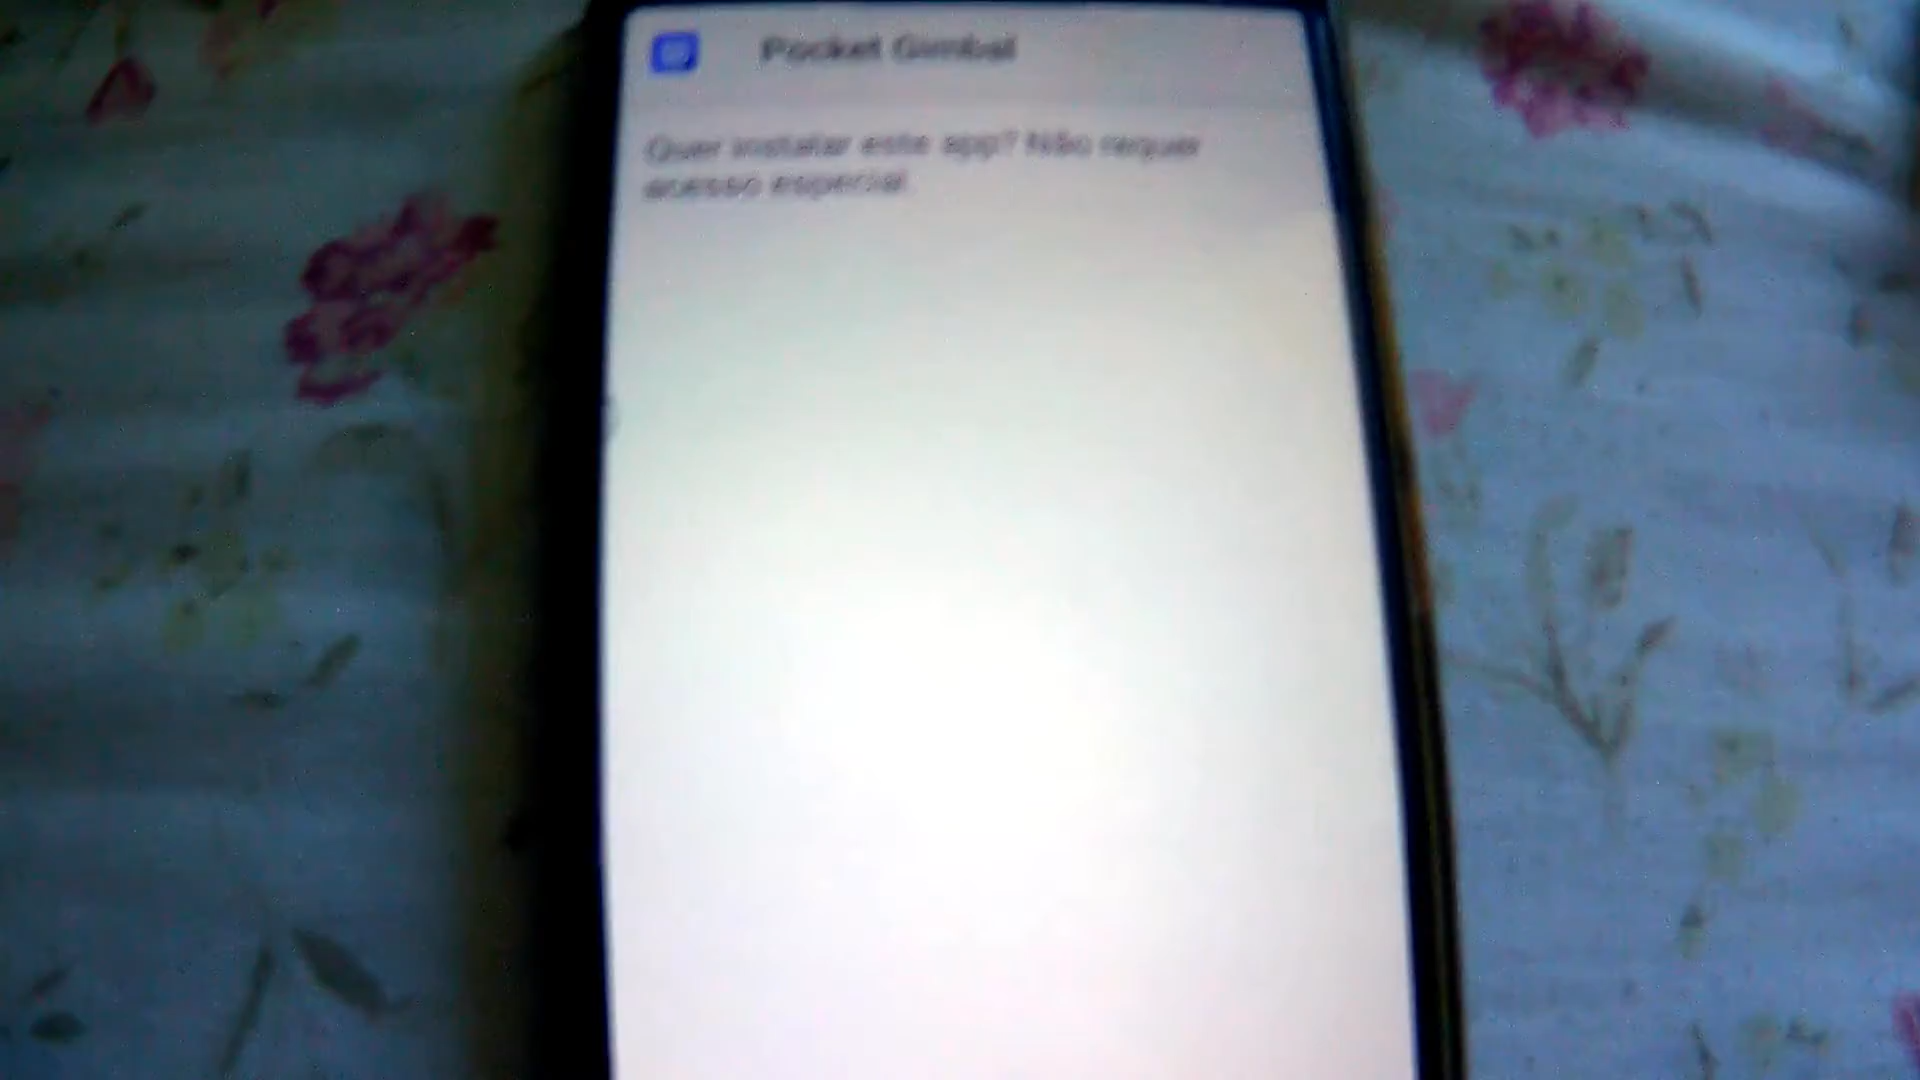 Pocket Gimbal
Quer instalar este app? Não requer
acesso especial.